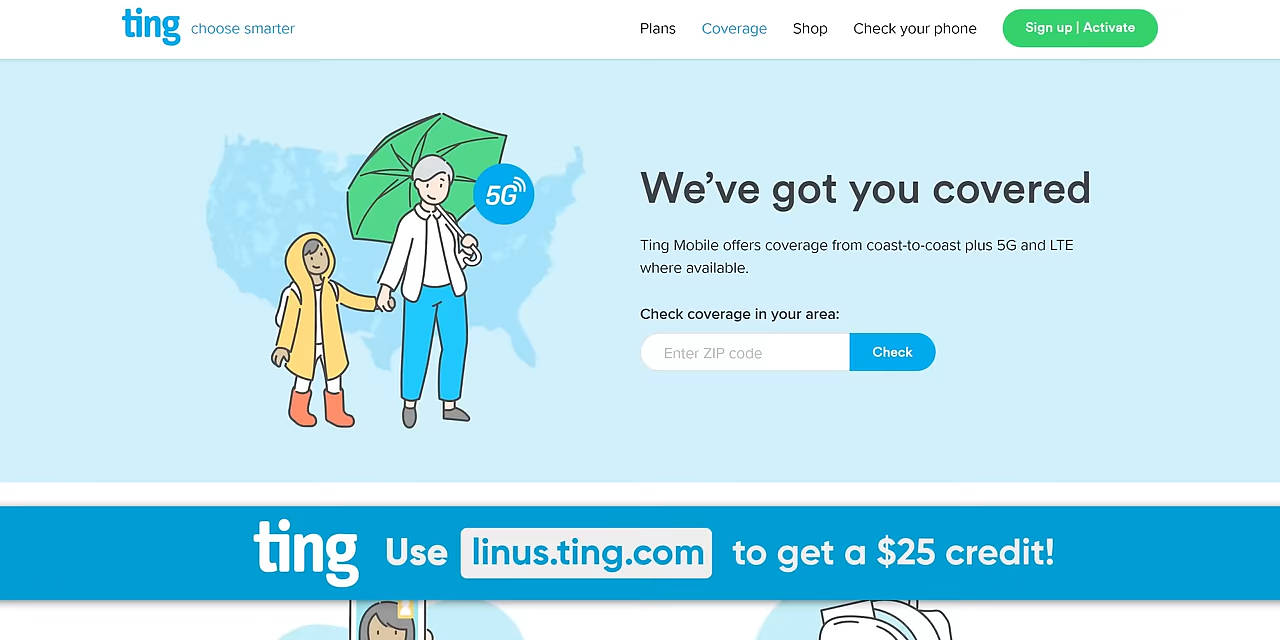 ting choose smarter
Plans Coverage Shop Check your phone Sign up | Activate
5G
We've got you covered
Ting Mobile offers coverage from coast-to-coast plus 5G and LTE
where available.
Check coverage in your area:
Enter ZIP code Check
ting Use linus.ting.com to get a $25 credit!